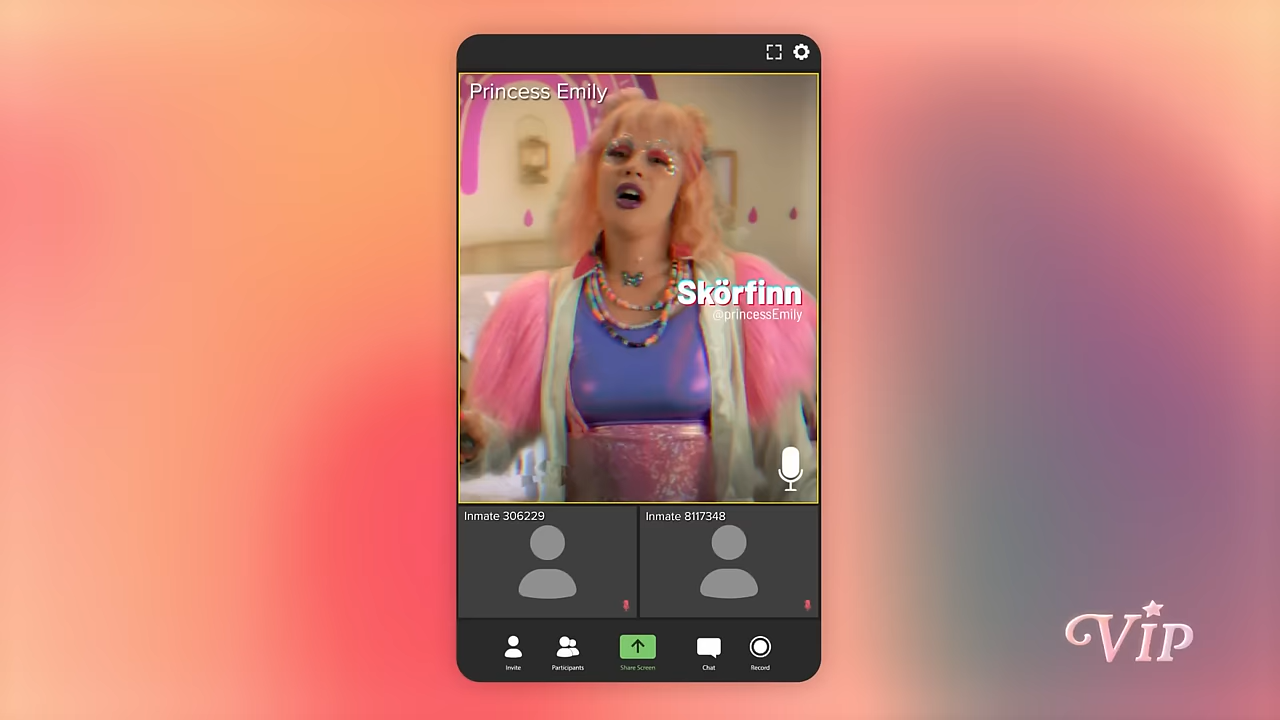 Princess Emily
Skörfinn
@princessEmily
Inmate 306229
Inmate 8117348
Invite
Participants
Share Screen
Chat
Record
VIP